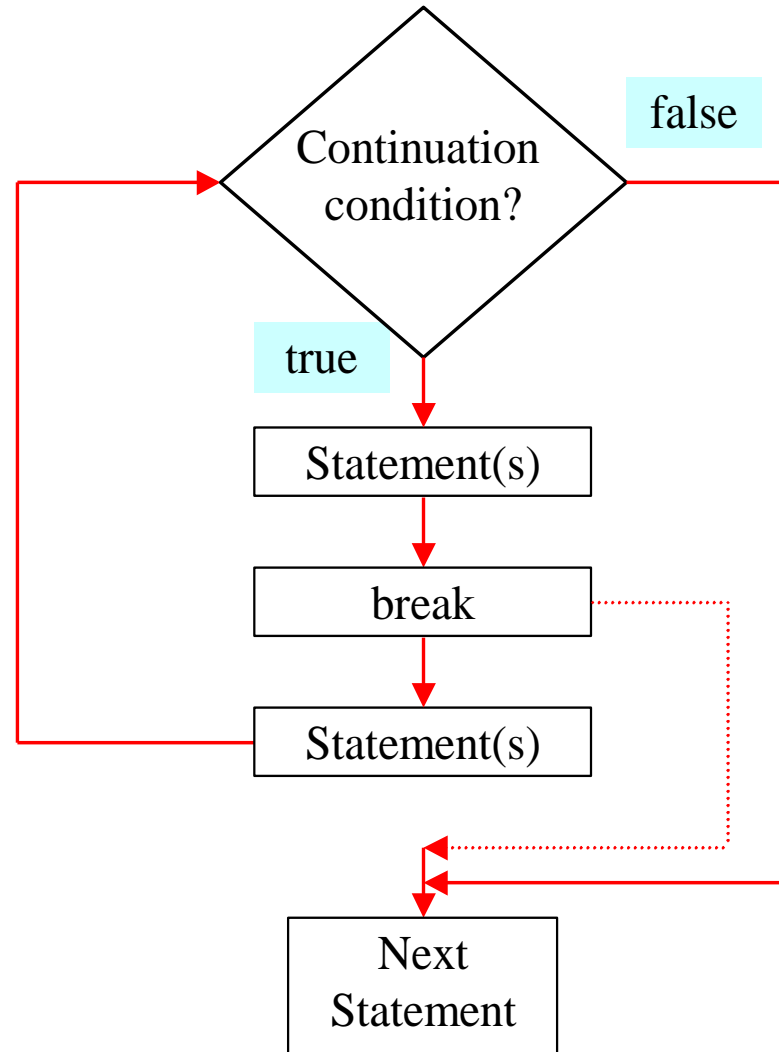 false
Continuation
condition?
true
Statement(s)
break
Statement(s)
Next
Statement